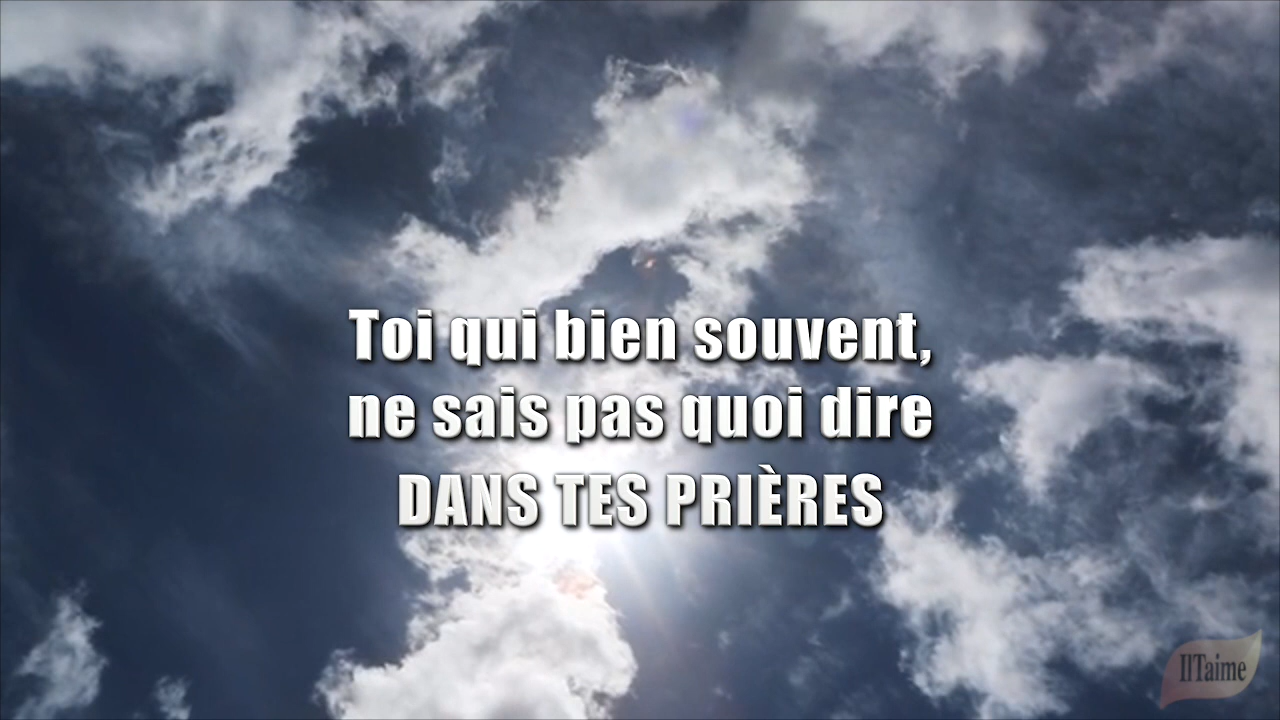 Toi qui bien souvent,
ne sais pas quoi dire
DANS TES PRIÈRES
IlTaime